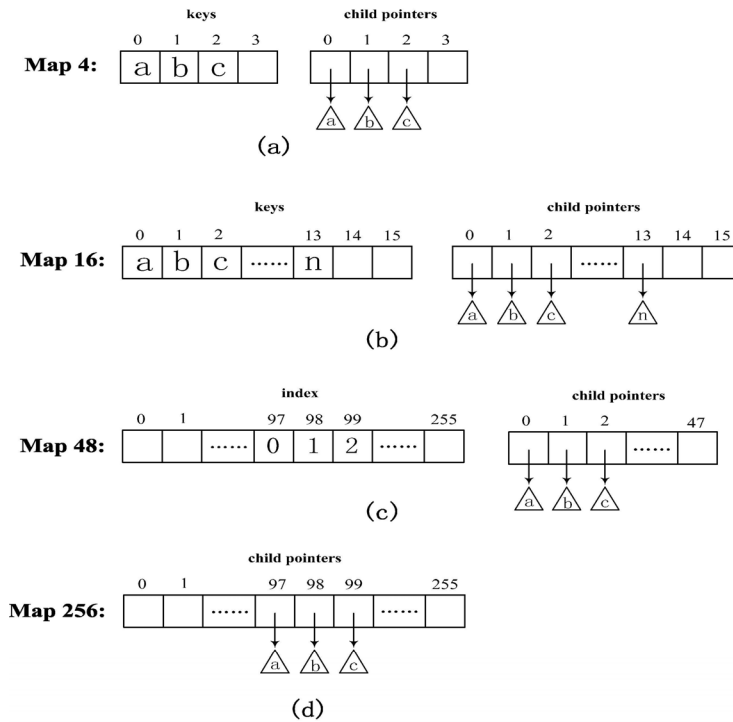 keys child pointers
0 1 2 3 0 1 2 3
Map 4: a b c
a b c
(a)
keys child pointers
0 1 2 13 14 15 0 1 2 13 14 15
Map 16: a b c ...... n ......
a b c n
(b)
index child pointers
0 1 97 98 99 255 0 1 2 47
Map 48: ...... 0 1 2 ...... ......
a b c
(c)
child pointers
0 1 97 98 99 255
Map 256: ...... ......
a b c
(d)